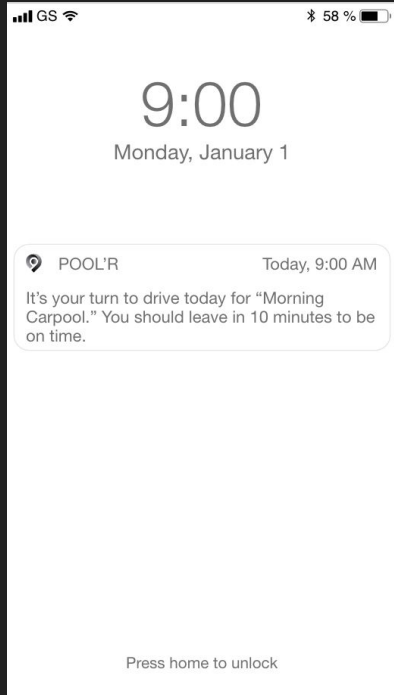 GS 58 %
9:00
Monday, January 1
POOL’R Today, 9:00 AM
It’s your turn to drive today for “Morning
Carpool.” You should leave in 10 minutes to be
on time.
Press home to unlock